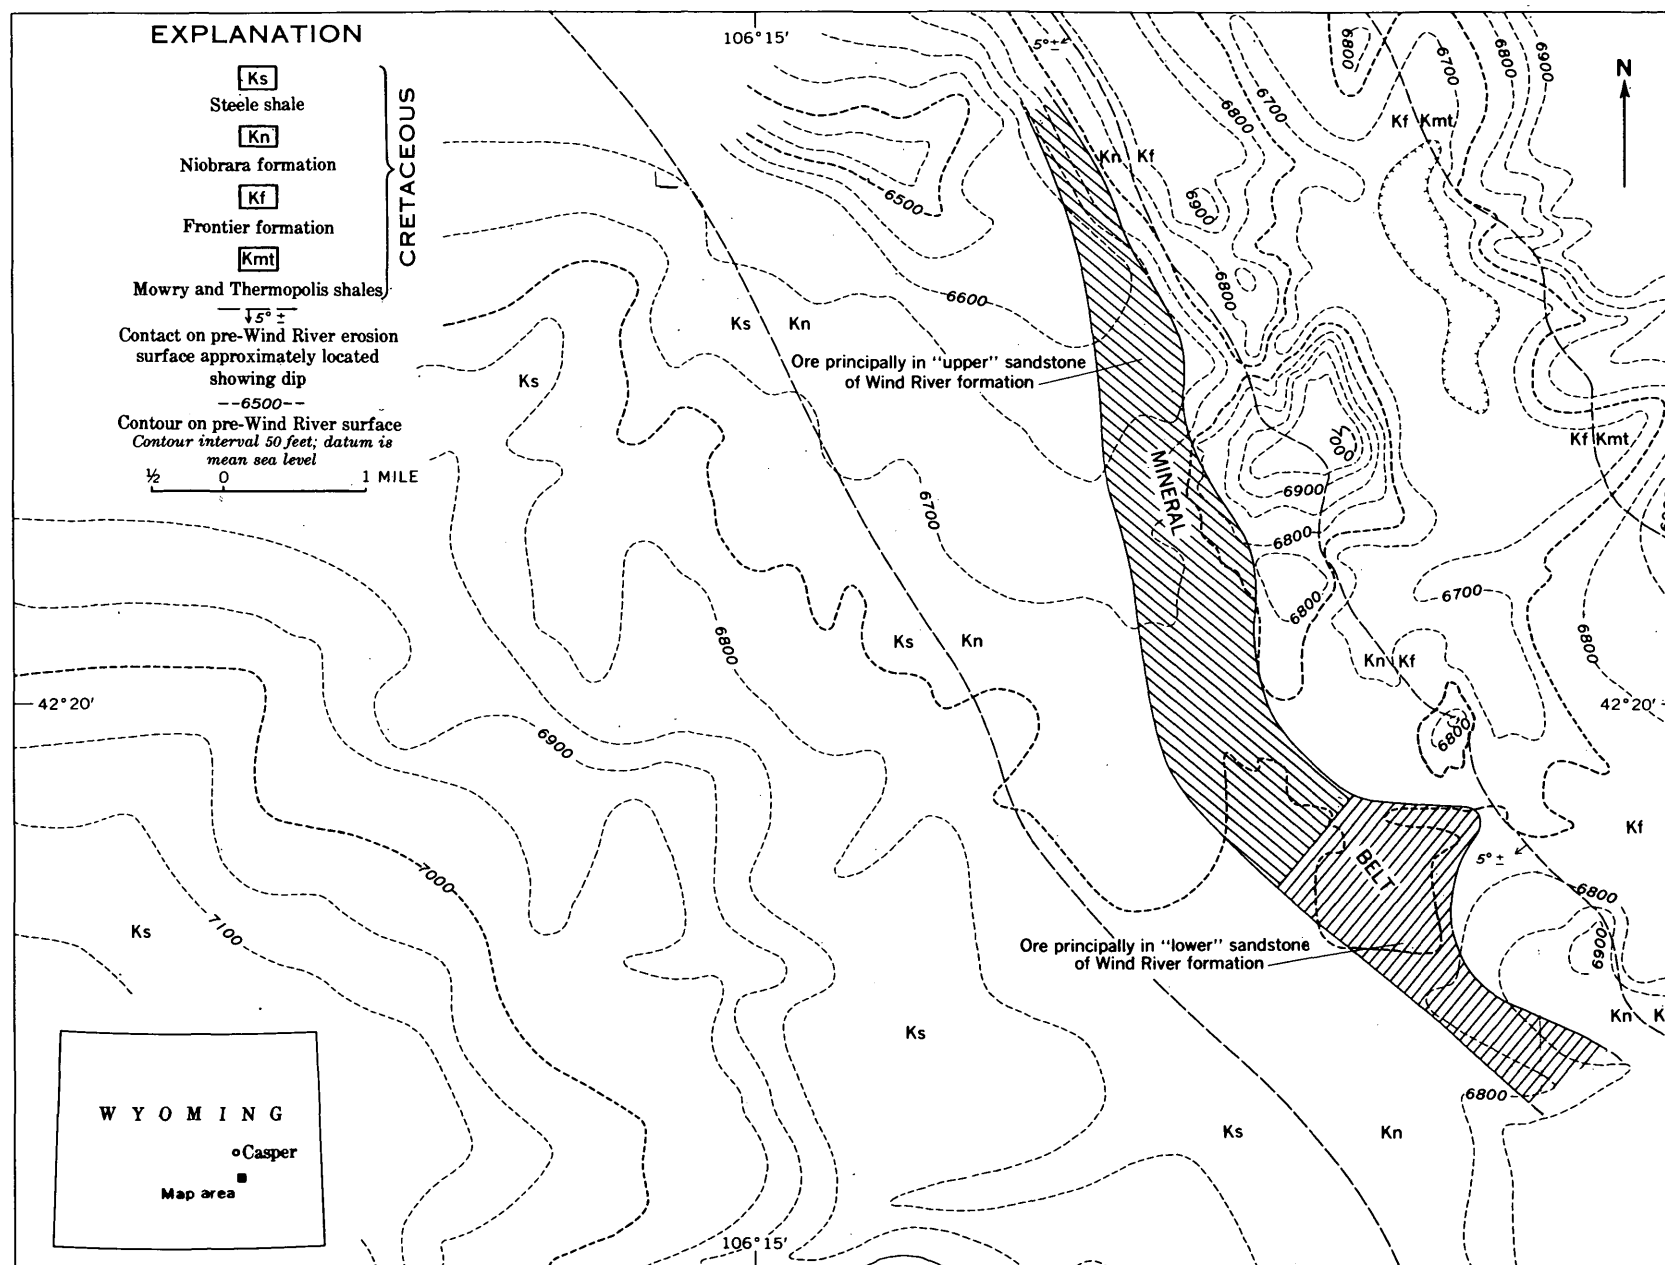 EXPLANATION
Ks
Steele shale
Kn
Niobrara formation
Kf
Frontier formation
Kmt
Mowry and Thermopolis shales
CRETACEOUS
5° ±
Contact on pre-Wind River erosion
surface approximately located
showing dip
--6500--
Contour on pre-Wind River surface
Contour interval 50 feet; datum is
mean sea level
½ 0 1 MILE
106°15'
5°±
6800
6700
6800
6900
N
6800
6700
Kf Kmt
Kn Kf
6500
6900
6800
6600
Ks Kn
Ore principally in "upper" sandstone
of Wind River formation
Ks
7000
Kf Kmt
MINERAL
6900
6700
6800
6800
6700
Ks Kn
6800
6800
Kn Kf
42°20'
42°20'
6900
6800
Kf
5°±
BELT
7000
6800
7100
Ks
Ore principally in "lower" sandstone
of Wind River formation
6900
Ks
Kn K
6800
Ks
Kn
WYOMING
Casper
Map area
106°15'